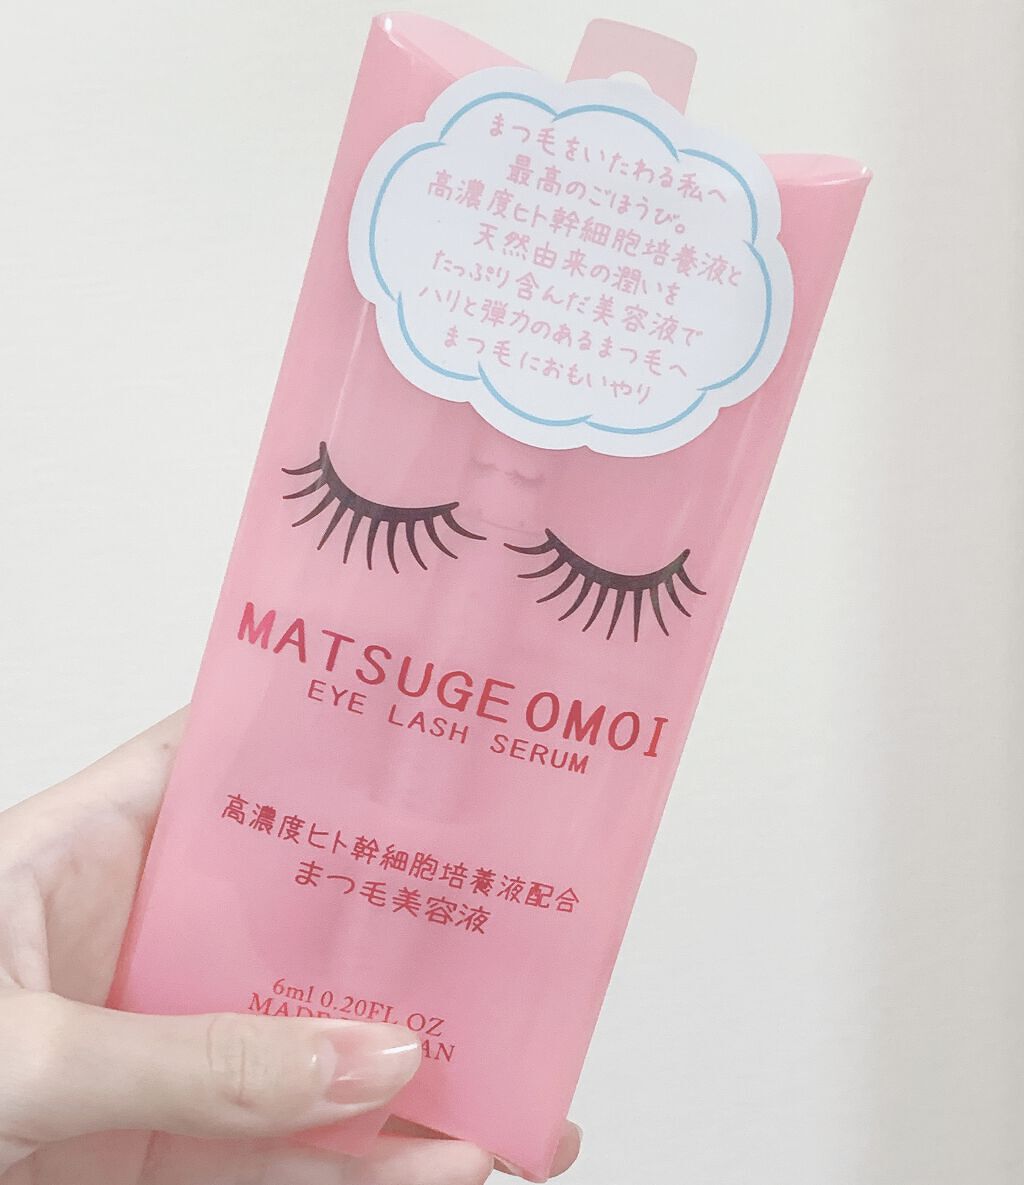 まつ毛をいたわる私へ
最高のごほうび。
高濃度ヒト幹細胞培養液と
天然由来の潤いを
たっぷり含んだ美容液で
ハリと弾力のあるまつ毛へ
まつ毛におもいやり
MATSUGE OMOI
EYE LASH SERUM
高濃度ヒト幹細胞培養液配合
まつ毛美容液
6ml 0.20FL OZ
MADE